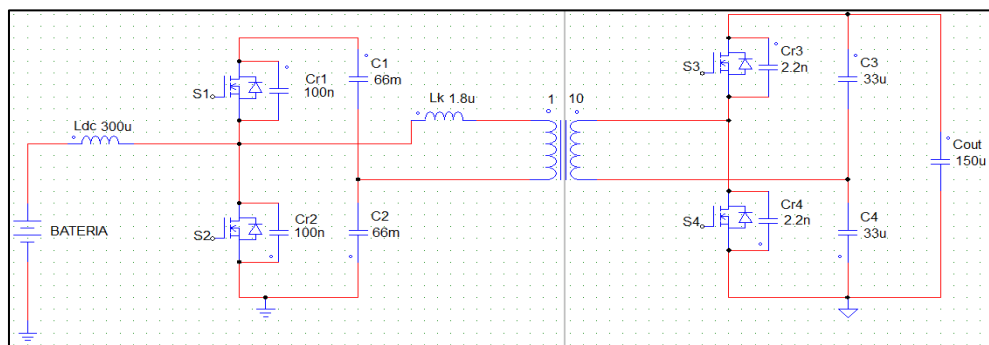 BATERIA
Ldc 300u
S1
Cr1
100n
C1
66m
S2
Cr2
100n
C2
66m
Lk 1.8u
1 10
S3
Cr3
2.2n
C3
33u
S4
Cr4
2.2n
C4
33u
Cout
150u